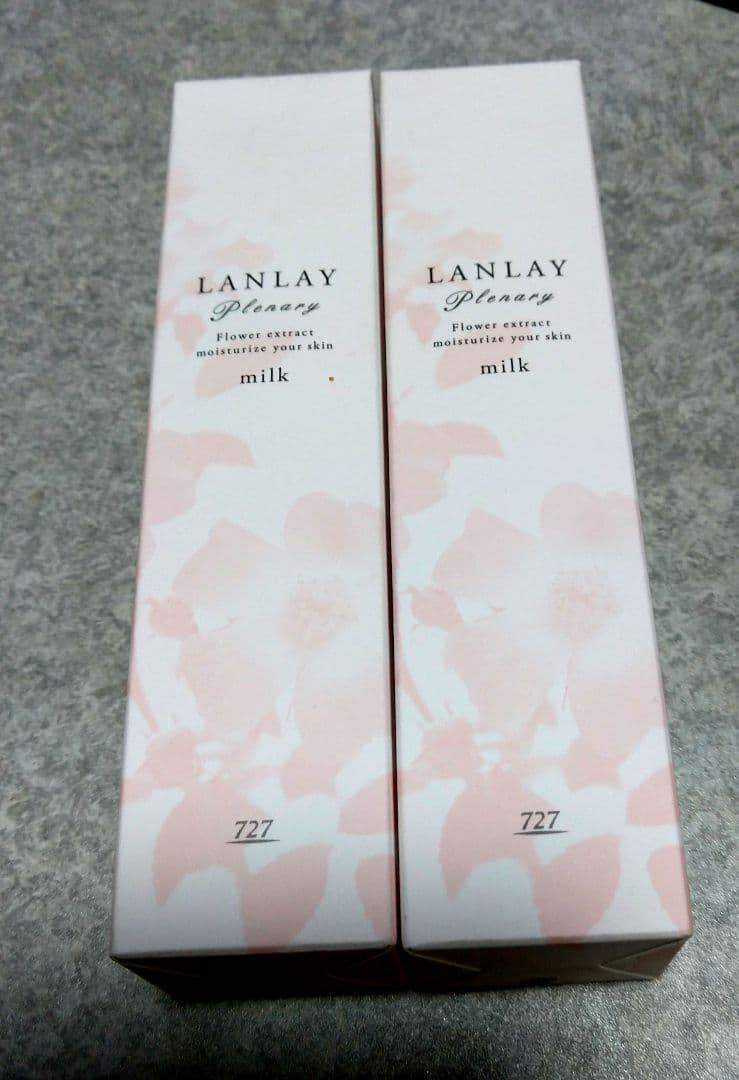 LANLAY
Plenary
Flower extract
moisturize your skin
milk
727
LANLAY
Plenary
Flower extract
moisturize your skin
milk
727